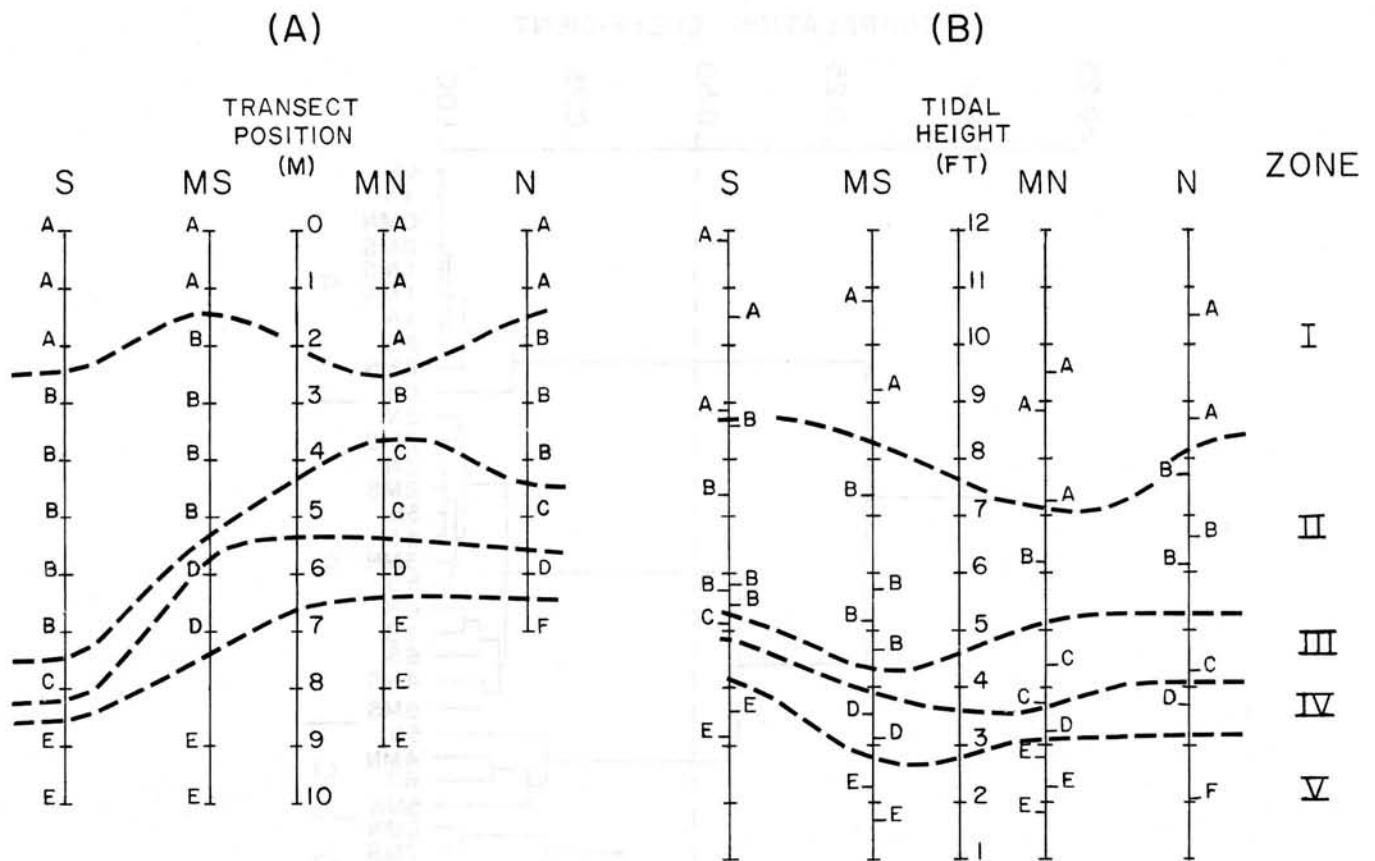 (A)
TRANSECT
POSITION
(M)
S MS MN N
A A 0 A A
A A 1 A A
A B 2 A B
B B 3 B B
B B 4 C B
B B 5 C C
B D 6 D D
B D 7 E F
C 8 E
E E 9 E
E E 10
(B)
TIDAL
HEIGHT
(FT)
S MS MN N ZONE
A A A B B B B B C E E
A A B B B B D D E E
12 11 10 9 8 7 6 5 4 3 2 1
A A A B C C D E E E
A A B B B C D F
I
II
III
IV
V